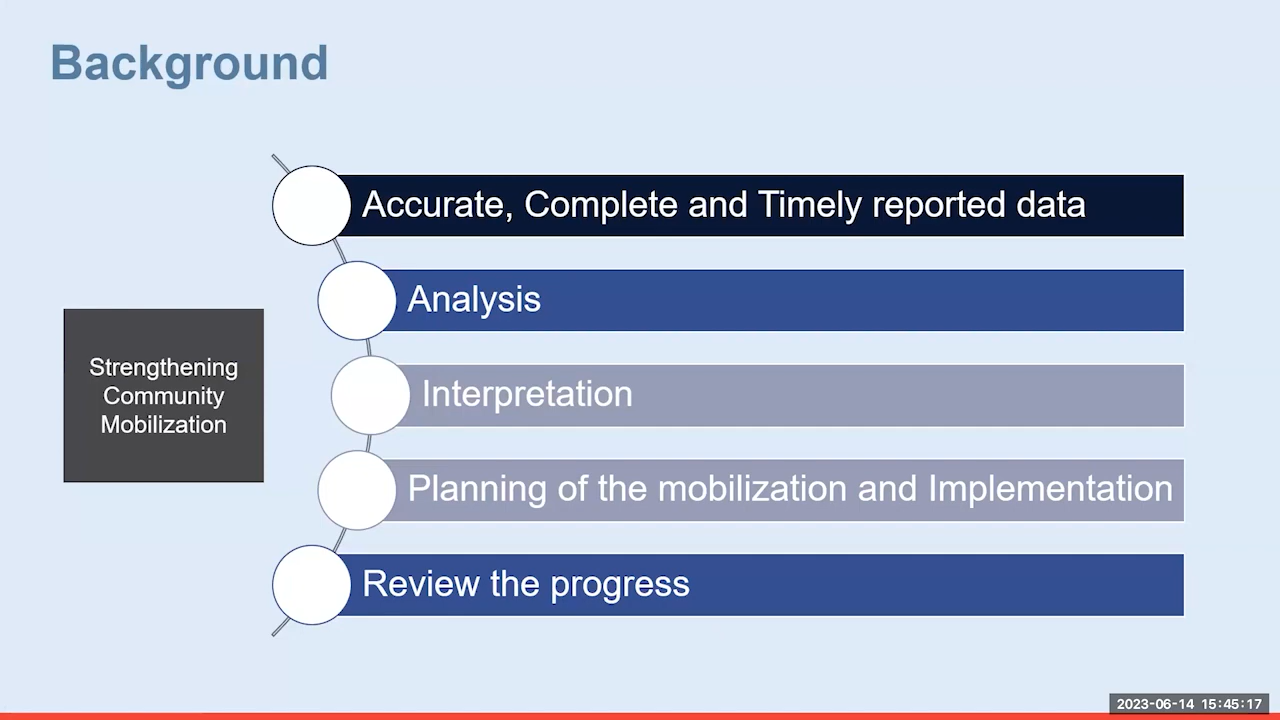 Background
Accurate, Complete and Timely reported data
Analysis
Strengthening
Community
Mobilization
Interpretation
Planning of the mobilization and Implementation
Review the progress
2023-06-14 15:45:17